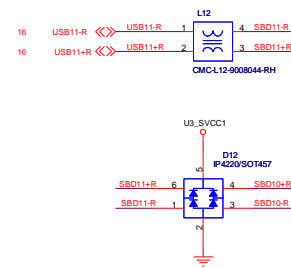 L12
16 USB11-R USB11-R 1 4 SBD11-R
16 USB11+R USB11+R 2 3 SBD11+R
CMC-L12-9008044-RH
U3_SVCC1
D12
IP4220/SOT457
5
SBD11+R 6 4 SBD10+R
SBD11-R 1 3 SBD10-R
2